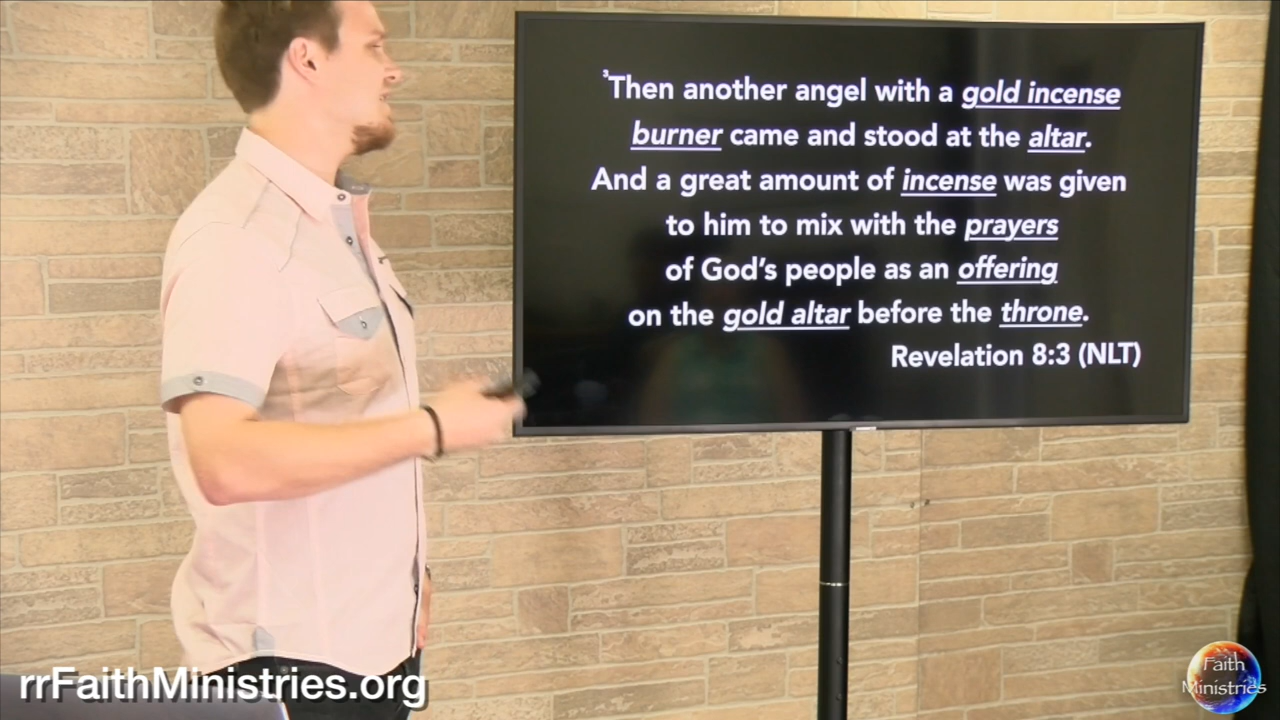 ³Then another angel with a gold incense
burner came and stood at the altar.
And a great amount of incense was given
to him to mix with the prayers
of God's people as an offering
on the gold altar before the throne.
Revelation 8:3 (NLT)
rrFaithMinistries.org
Faith
Ministries